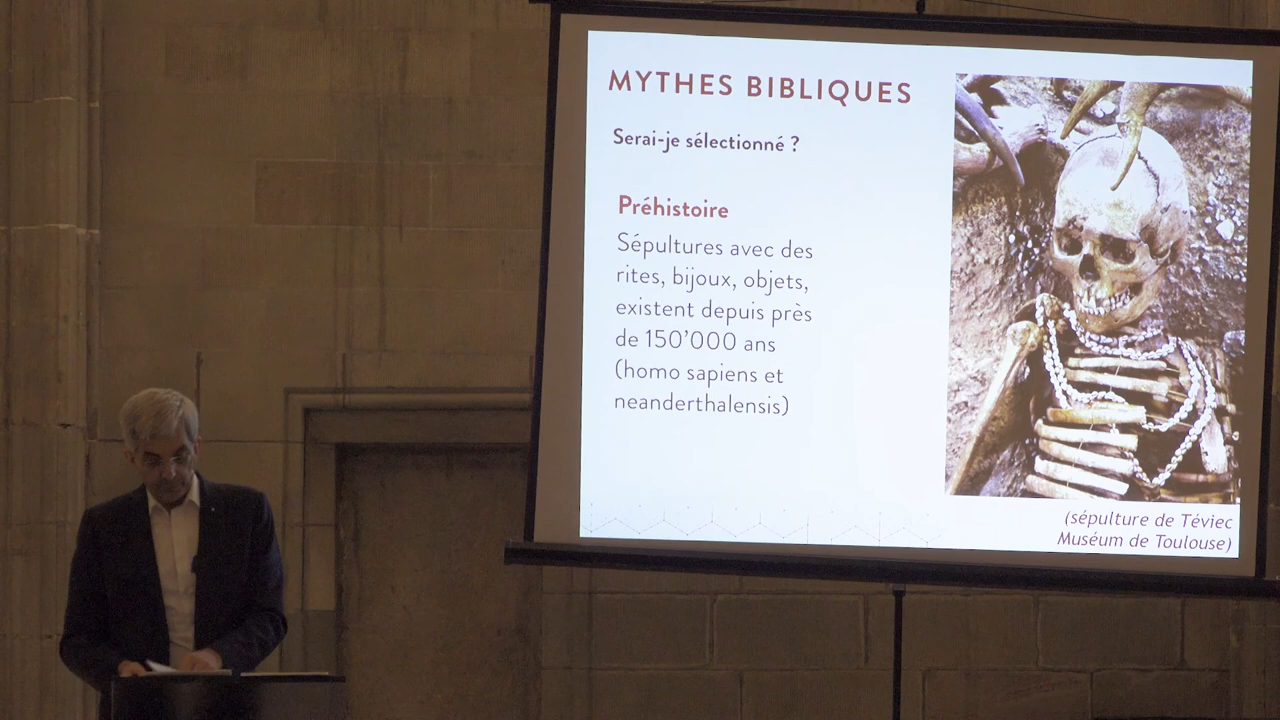 MYTHES BIBLIQUES
Serai-je sélectionné ?
Préhistoire
Sépultures avec des
rites, bijoux, objets,
existent depuis près
de 150’000 ans
(homo sapiens et
neanderthalensis)
(sépulture de Téviec
Muséum de Toulouse)